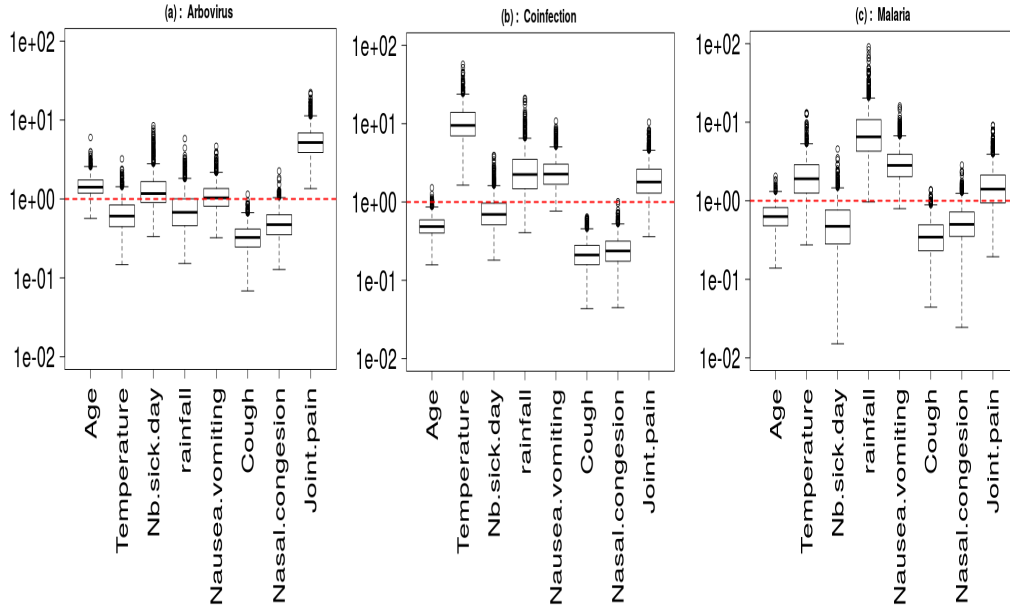 (a) : Arbovirus
1e+02
1e+01
1e+00
1e-01
1e-02
Age
Temperature
Nb.sick.day
rainfall
Nausea.vomiting
Cough
Nasal.congesion
Joint.pain
(b) : Coinfection
1e+02
1e+01
1e+00
1e-01
1e-02
Age
Temperature
Nb.sick.day
rainfall
Nausea.vomiting
Cough
Nasal.congesion
Joint.pain
(c) : Malaria
1e+02
1e+01
1e+00
1e-01
1e-02
Age
Temperature
Nb.sick.day
rainfall
Nausea.vomiting
Cough
Nasal.congesion
Joint.pain